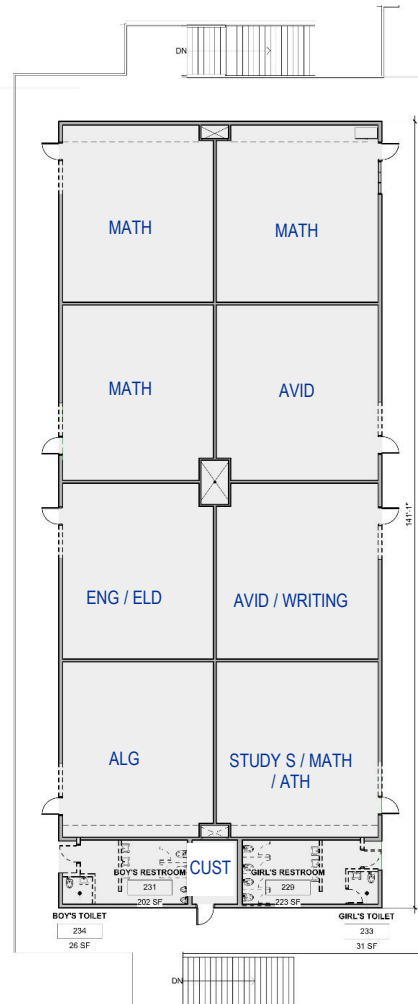 DN
MATH
MATH
MATH
AVID
141'-1"
ENG / ELD
AVID / WRITING
ALG
STUDY S / MATH
/ ATH
BOY'S RESTROOM
231
202 SF
CUST
GIRL'S RESTROOM
229
223 SF
BOY'S TOILET
234
26 SF
GIRL'S TOILET
233
31 SF
DN